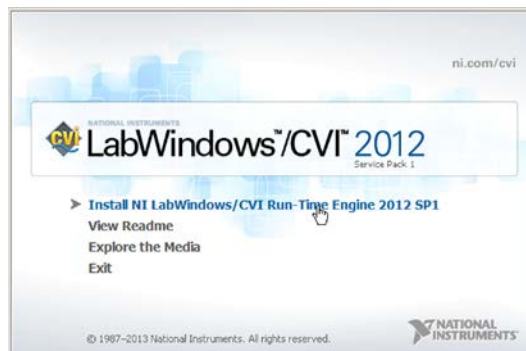 ni.com/cvi
NATIONAL INSTRUMENTS
CVI LabWindows™/CVI™ 2012
Service Pack 1
Install NI LabWindows/CVI Run-Time Engine 2012 SP1
View Readme
Explore the Media
Exit
© 1987–2013 National Instruments. All rights reserved.
NATIONAL
INSTRUMENTS